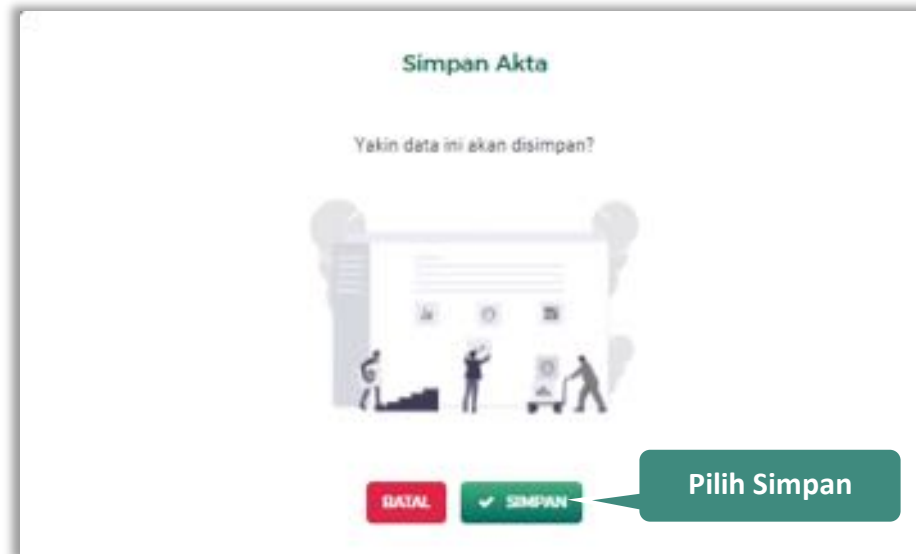 Simpan Akta
Yakin data ini akan disimpan?
BATAL
SIMPAN
Pilih Simpan